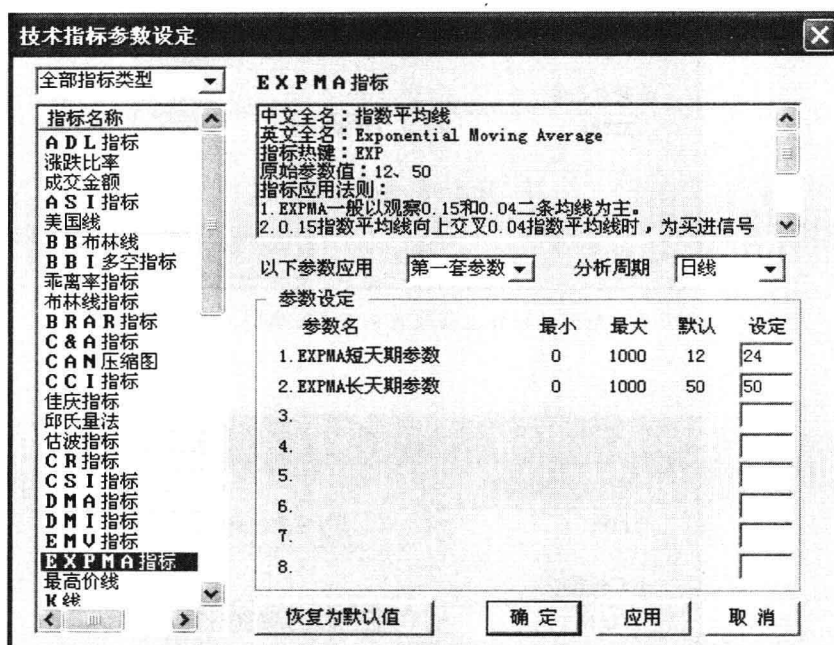 技术指标参数设定
全部指标类型
指标名称
ADL指标
涨跌比率
成交金额
ASI指标
美国线
BB布林线
BBI多空指标
乖离率指标
布林线指标
BRAR指标
C&A指标
CAN压缩图
CCI指标
佳庆指标
邱氏量法
估波指标
CR指标
CSI指标
DMA指标
DMI指标
EMV指标
EXPMA指标
最高价线
K线
EXPMA指标
中文全名：指数平均线
英文全名：Exponential Moving Average
指标热键：EXP
原始参数值：12、50
指标应用法则：
1.EXPMA一般以观察0.15和0.04二条均线为主。
2.0.15指数平均线向上交叉0.04指数平均线时，为买进信号
以下参数应用 第一套参数 分析周期 日线
参数设定
参数名 最小 最大 默认 设定
1.EXPMA短天期参数 0 1000 12 24
2.EXPMA长天期参数 0 1000 50 50
3.
4.
5.
6.
7.
8.
恢复为默认值 确定 应用 取消